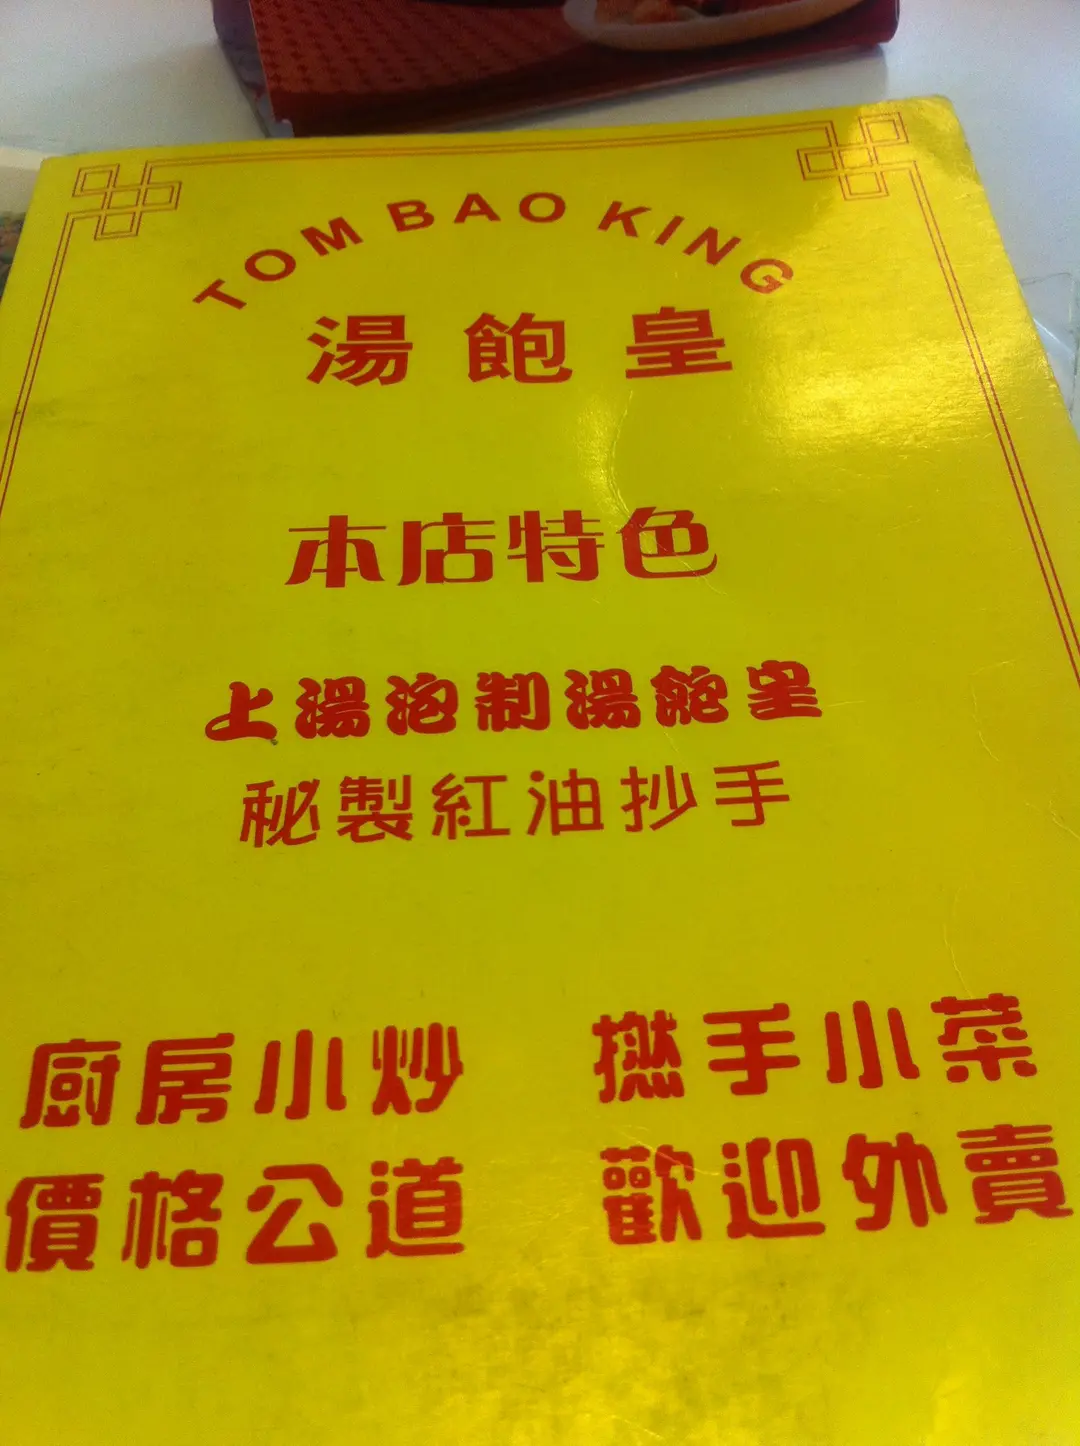 TOM BAO KING
湯飽皇
本店特色
上湯泡制湯飽皇
秘製紅油抄手
廚房小炒 撚手小菜
價格公道 歡迎外賣